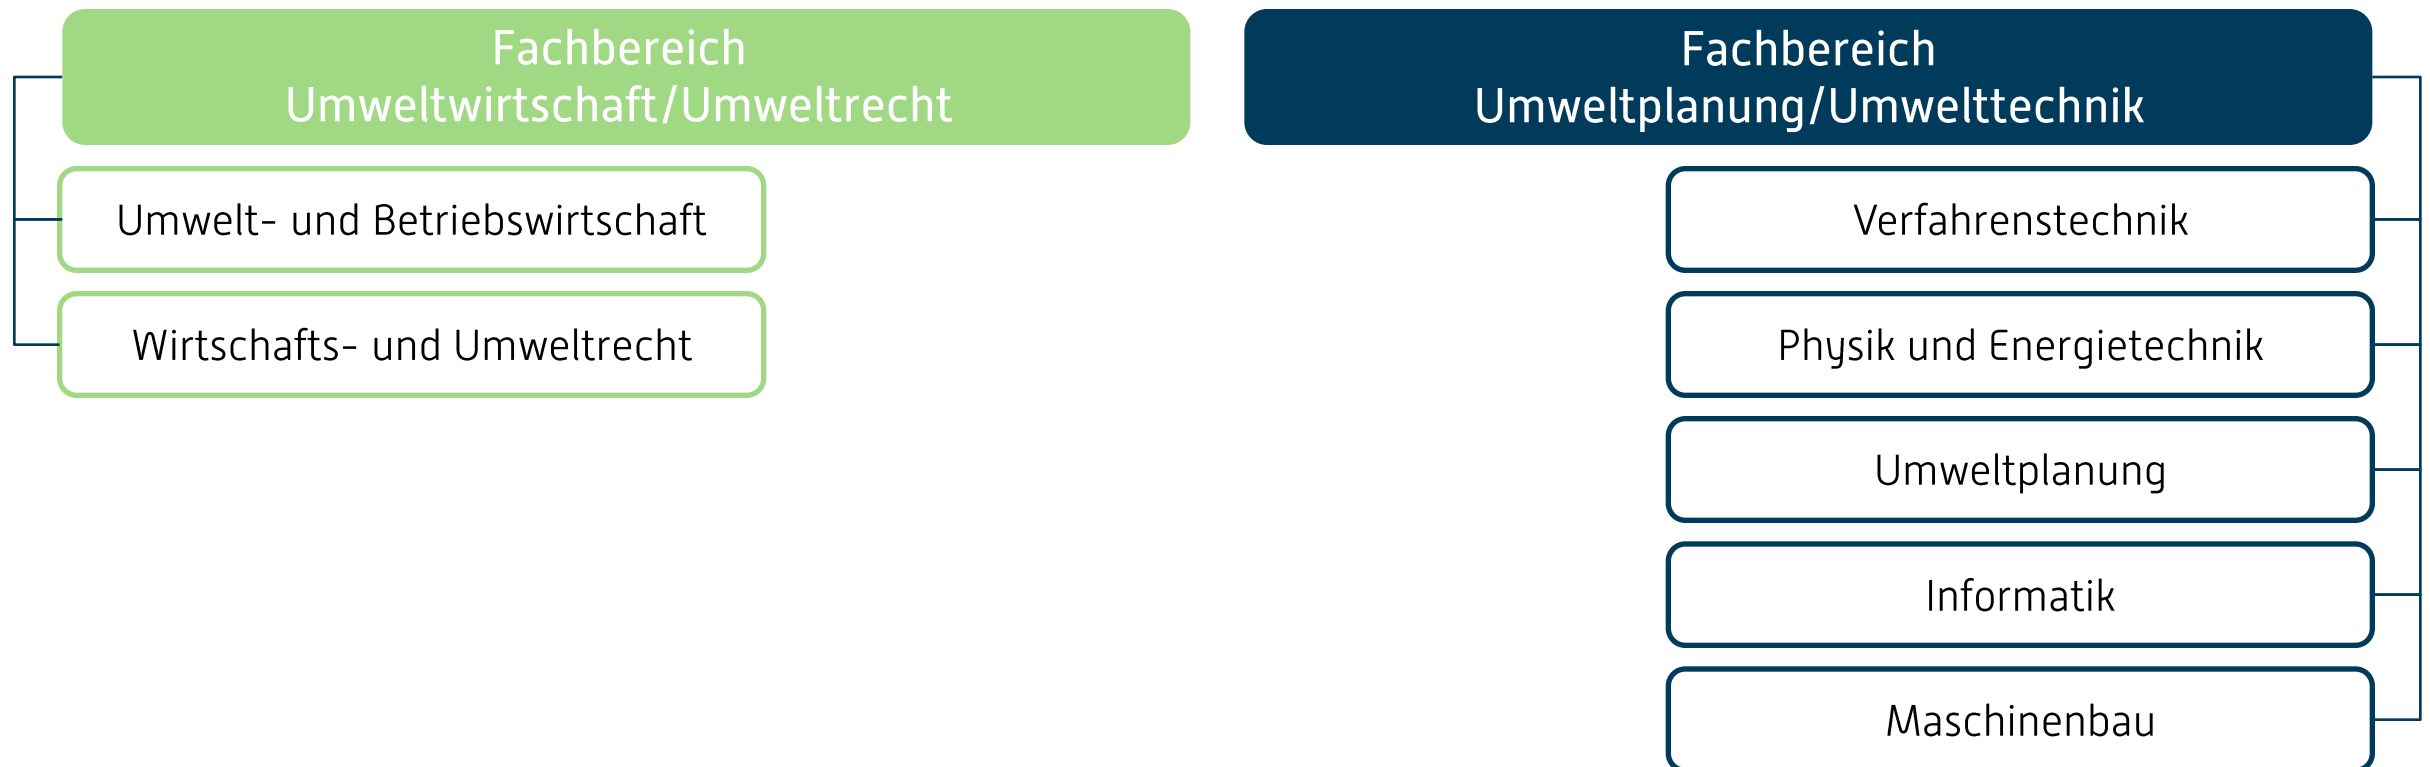 Fachbereich
Umweltwirtschaft/Umweltrecht
Umwelt- und Betriebswirtschaft
Wirtschafts- und Umweltrecht
Fachbereich
Umweltplanung/Umwelttechnik
Verfahrenstechnik
Physik und Energietechnik
Umweltplanung
Informatik
Maschinenbau